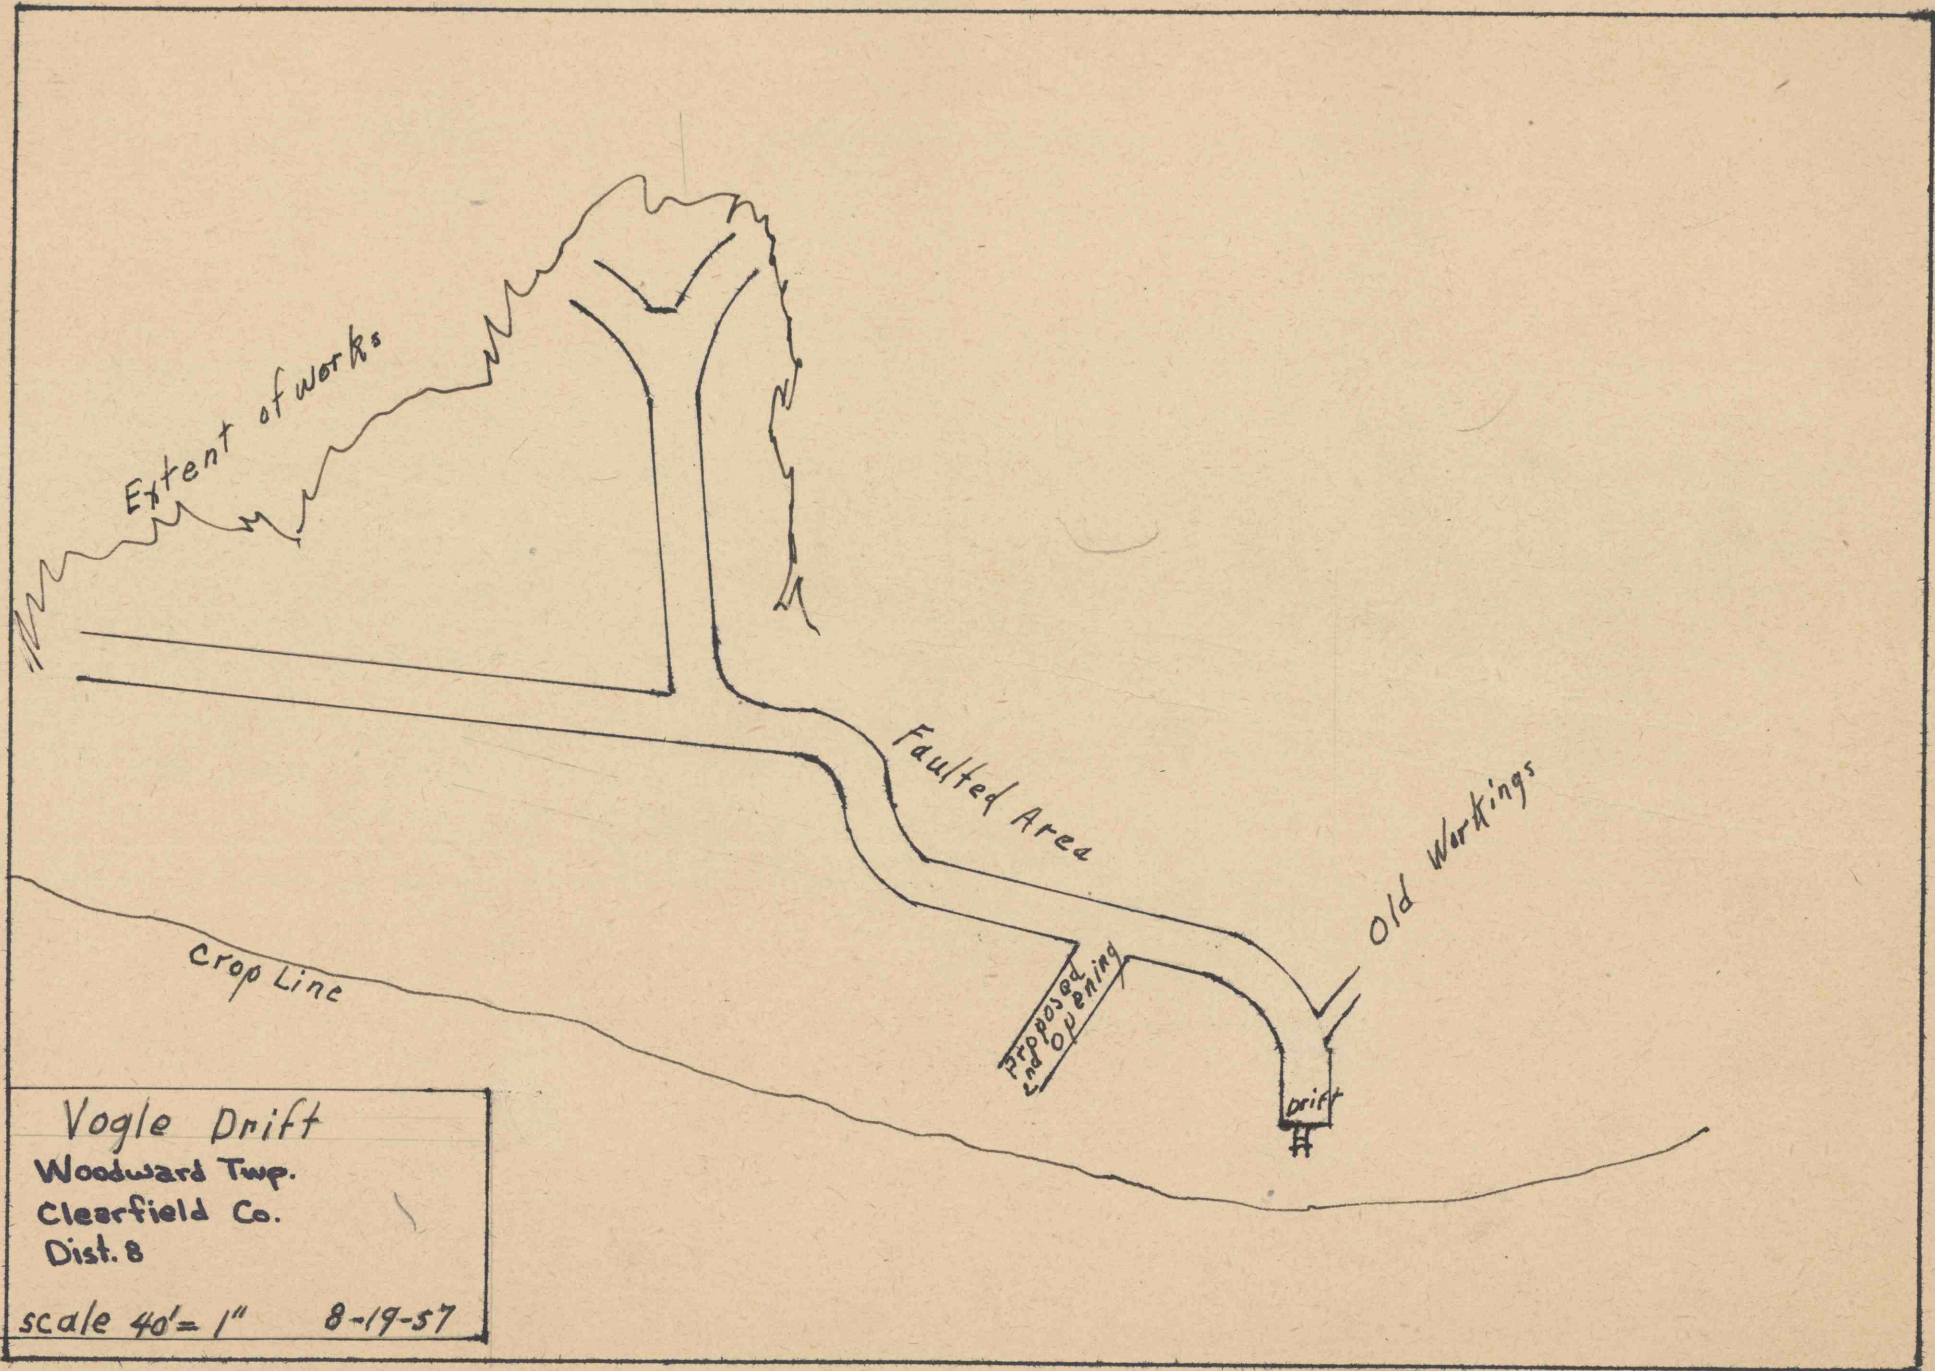 Extent of works
Faulted Area
Old Workings
Crop Line
Proposed
2nd Opening
Drift
Vogle Drift
Woodward Twp.
Clearfield Co.
Dist. 8
scale 40'= 1" 8-19-57